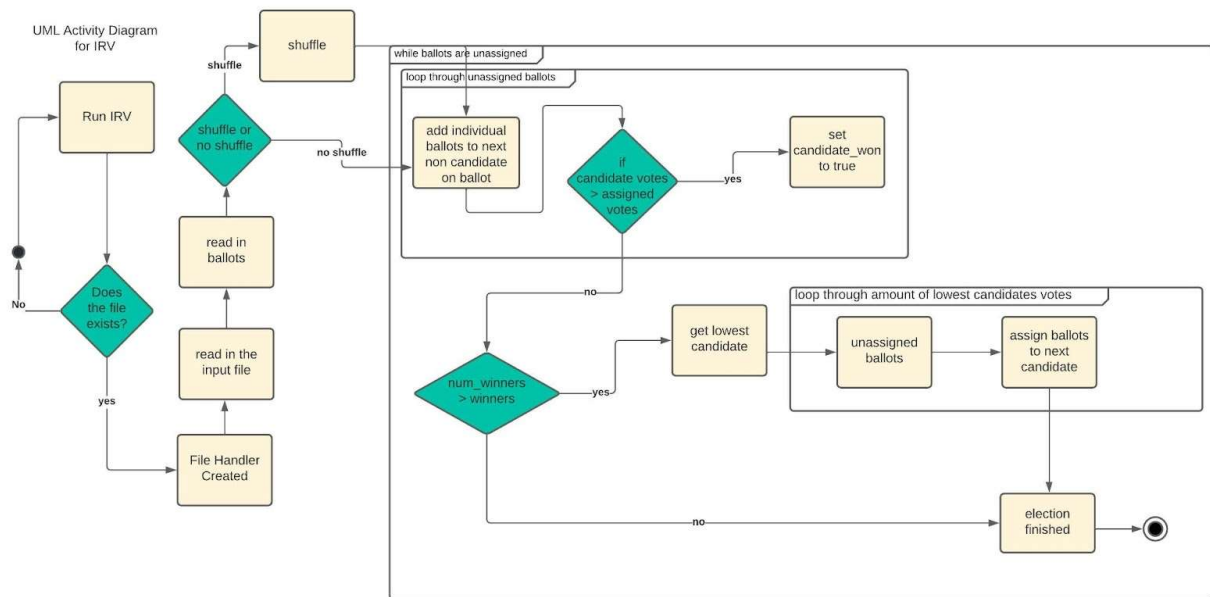 UML Activity Diagram
for IRV
shuffle
while ballots are unassigned
loop through unassigned ballots
shuffle
Run IRV
shuffle or
no shuffle
no shuffle
add individual
ballots to next
non candidate
on ballot
if
candidate votes
> assigned
votes
yes
set
candidate_won
to true
read in
ballots
No
Does
the file
exists?
no
loop through amount of lowest candidates votes
get lowest
candidate
unassigned
ballots
assign ballots
to next
candidate
read in the
input file
num_winners
> winners
yes
yes
File Handler
Created
no
election
finished